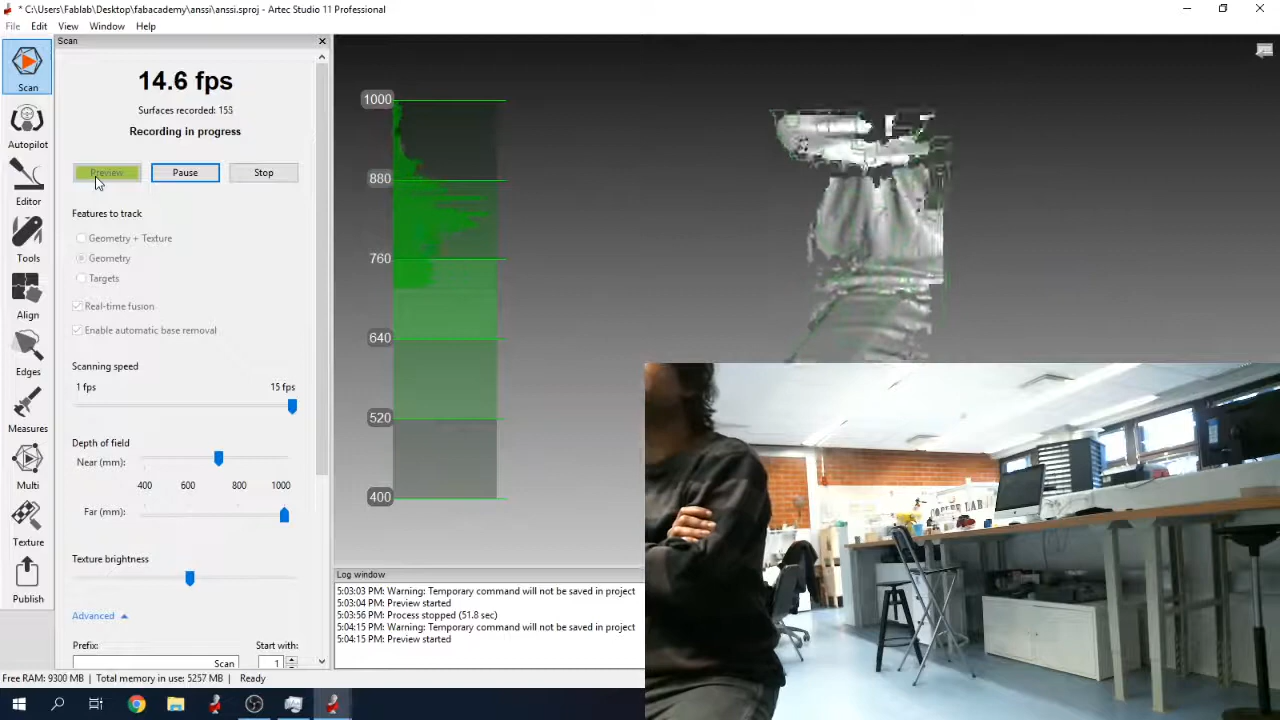 * C:\Users\Fablab\Desktop\fabacademy\anssi\anssi.sproj - Artec Studio 11 Professional
File Edit View Window Help
Scan
Scan
Autopilot
Editor
Tools
Align
Edges
Measures
Multi
Texture
Publish
14.6 fps
Surfaces recorded: 155
Recording in progress
Preview Pause Stop
Features to track
Geometry + Texture
Geometry
Targets
Real-time fusion
Enable automatic base removal
Scanning speed
1 fps 15 fps
Depth of field
Near (mm):
400 600 800 1000
Far (mm):
Texture brightness
Advanced
Prefix: Start with:
Scan 1
1000
880
760
640
520
400
Log window
5:03:03 PM: Warning: Temporary command will not be saved in project
5:03:04 PM: Preview started
5:03:56 PM: Process stopped (51.8 sec)
5:04:15 PM: Warning: Temporary command will not be saved in project
5:04:15 PM: Preview started
Free RAM: 9300 MB | Total memory in use: 5257 MB | Ready